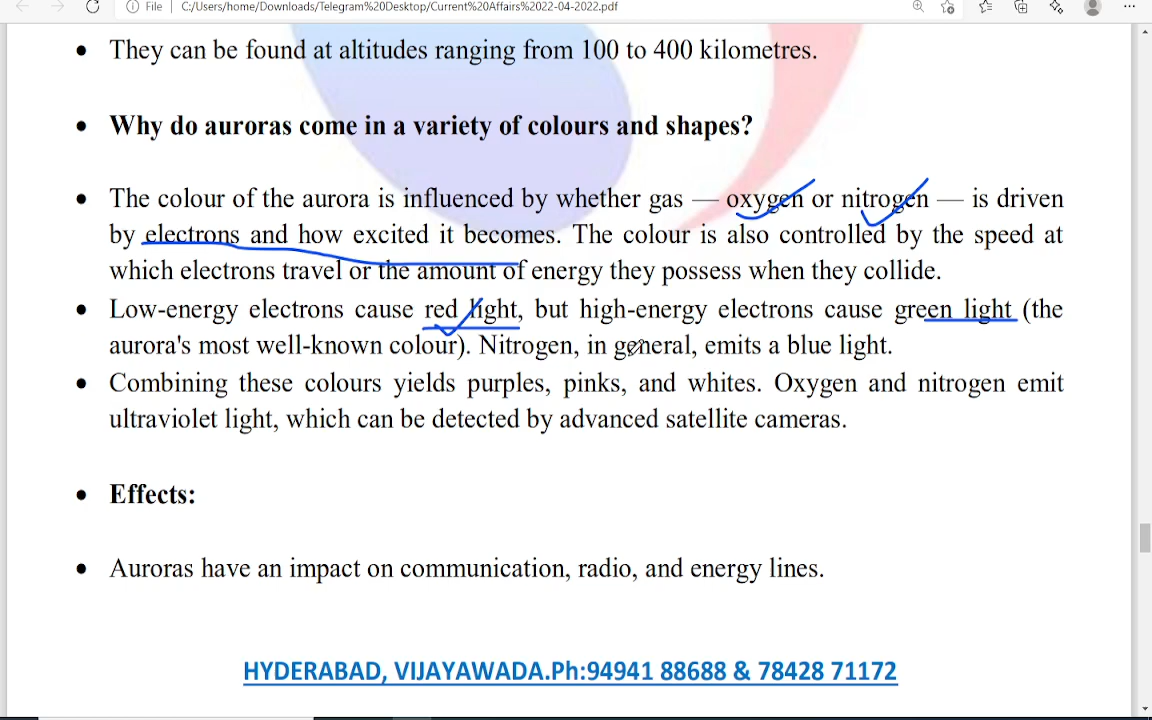 File C:/Users/home/Downloads/Telegram%20Desktop/Current%20Affairs%2022-04-2022.pdf
• They can be found at altitudes ranging from 100 to 400 kilometres.
• Why do auroras come in a variety of colours and shapes?
• The colour of the aurora is influenced by whether gas — oxygen or nitrogen — is driven
by electrons and how excited it becomes. The colour is also controlled by the speed at
which electrons travel or the amount of energy they possess when they collide.
• Low-energy electrons cause red light, but high-energy electrons cause green light (the
aurora's most well-known colour). Nitrogen, in general, emits a blue light.
• Combining these colours yields purples, pinks, and whites. Oxygen and nitrogen emit
ultraviolet light, which can be detected by advanced satellite cameras.
• Effects:
• Auroras have an impact on communication, radio, and energy lines.
HYDERABAD, VIJAYAWADA.Ph:94941 88688 & 78428 71172